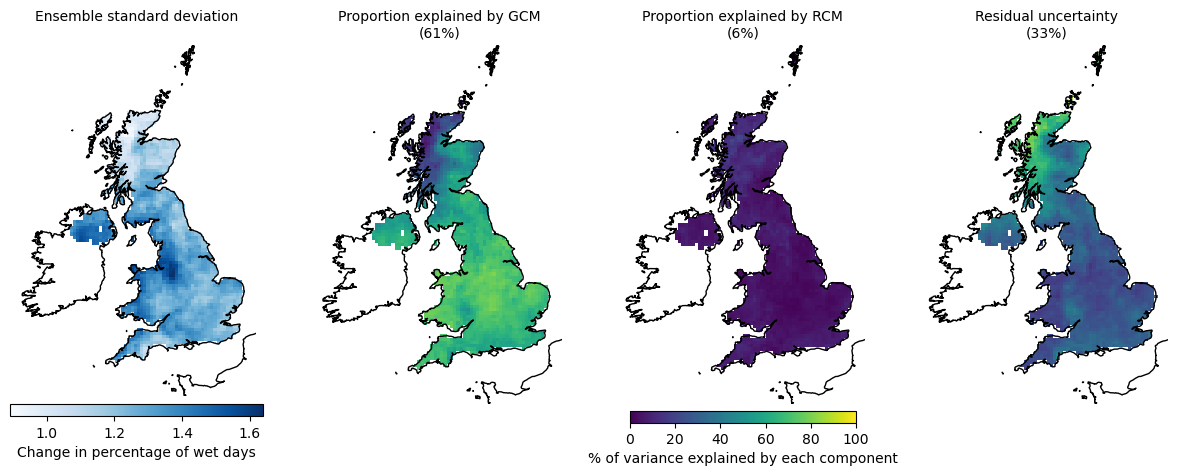 Ensemble standard deviation
Proportion explained by GCM
(61%)
Proportion explained by RCM
(6%)
Residual uncertainty
(33%)
1.0 1.2 1.4 1.6
Change in percentage of wet days
0 20 40 60 80 100
% of variance explained by each component